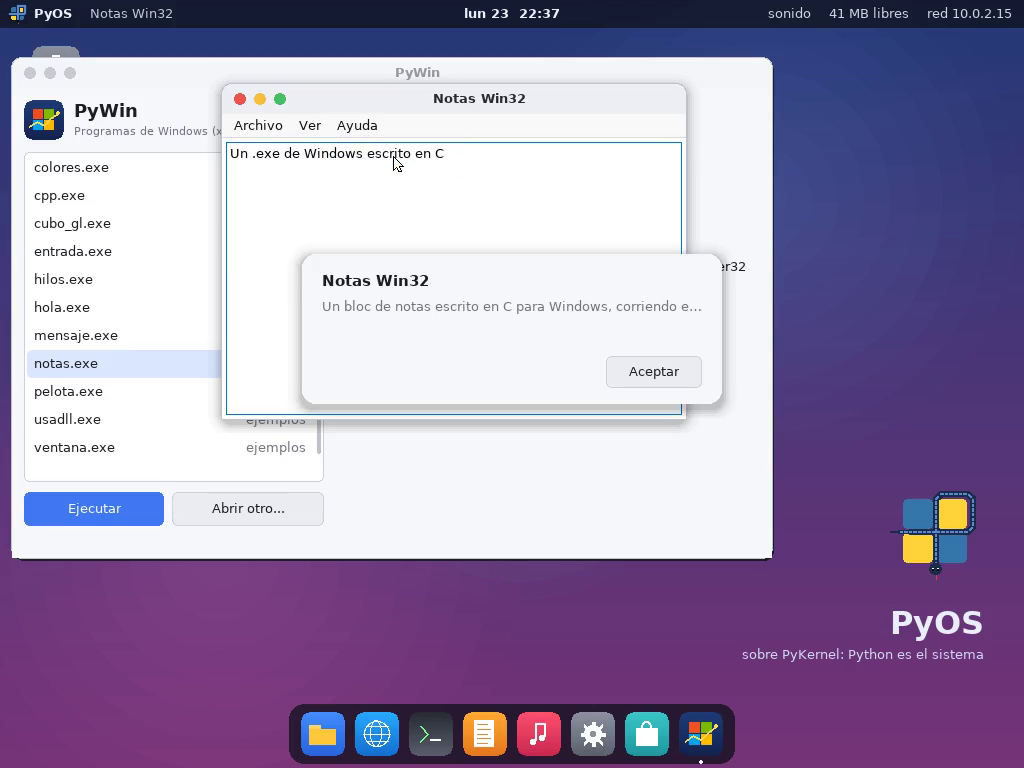 PyOS Notas Win32 lun 23 22:37 sonido 41 MB libres red 10.0.2.15
PyWin
PyWin
Programas de Windows (x
colores.exe
cpp.exe
cubo_gl.exe
entrada.exe
hilos.exe
hola.exe
mensaje.exe
notas.exe
pelota.exe
usadll.exe ejemplos
ventana.exe ejemplos
Ejecutar Abrir otro...
Notas Win32
Archivo Ver Ayuda
Un .exe de Windows escrito en C
er32
Notas Win32
Un bloc de notas escrito en C para Windows, corriendo e...
Aceptar
PyOS
sobre PyKernel: Python es el sistema